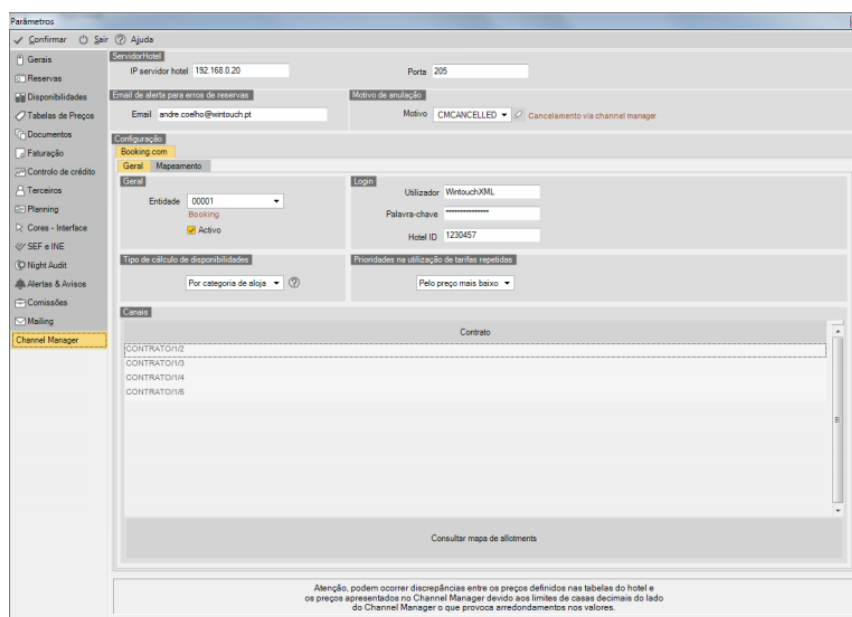 Parâmetros
Confirmar Sair Ajuda
Gerais
Reservas
Disponibilidades
Tabelas de Preços
Documentos
Faturação
Controlo de crédito
Terceiros
Planning
Cores - Interface
SEF e INE
Night Audit
Alertas & Avisos
Comissões
Mailing
Channel Manager
ServidorHotel
IP servidor hotel 192.168.0.20 Porta 205
Email de alerta para erros de reservas Motivo de anulação
Email andre.coelho@wintouch.pt Motivo CMCANCELLED Cancelamento via channel manager
Configuração
Booking.com
Geral Mapeamento
Geral Login
Entidade 00001 Utilizador WintouchXML
Booking Palavra-chave ***************
Activo Hotel ID 1230457
Tipo de cálculo de disponibilidades Prioridades na utilização de tarifas repetidas
Por categoria de aloja Pelo preço mais baixo
Canais
Contrato
CONTRATO/1/2
CONTRATO/1/3
CONTRATO/1/4
CONTRATO/1/5
Consultar mapa de allotments
Atenção, podem ocorrer discrepâncias entre os preços definidos nas tabelas do hotel e
os preços apresentados no Channel Manager devido aos limites de casas decimais do lado
do Channel Manager o que provoca arredondamentos nos valores.